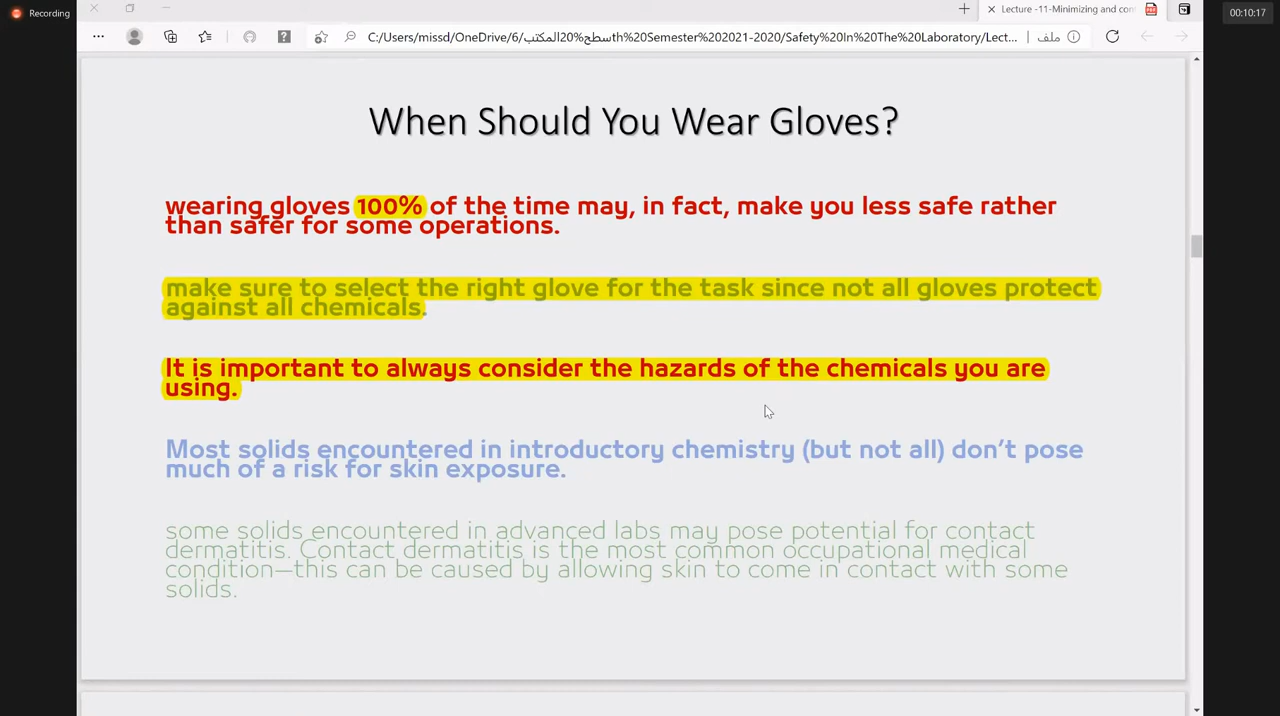 Recording
00:10:17
Lecture -11-Minimizing and con
C:/Users/missd/OneDrive/6/سطح%20المكتبth%20Semester%202021-2020/Safety%20In%20The%20Laboratory/Lect...
ملف
When Should You Wear Gloves?
wearing gloves 100% of the time may, in fact, make you less safe rather
than safer for some operations.
make sure to select the right glove for the task since not all gloves protect
against all chemicals.
It is important to always consider the hazards of the chemicals you are
using.
Most solids encountered in introductory chemistry (but not all) don’t pose
much of a risk for skin exposure.
some solids encountered in advanced labs may pose potential for contact
dermatitis. Contact dermatitis is the most common occupational medical
condition—this can be caused by allowing skin to come in contact with some
solids.